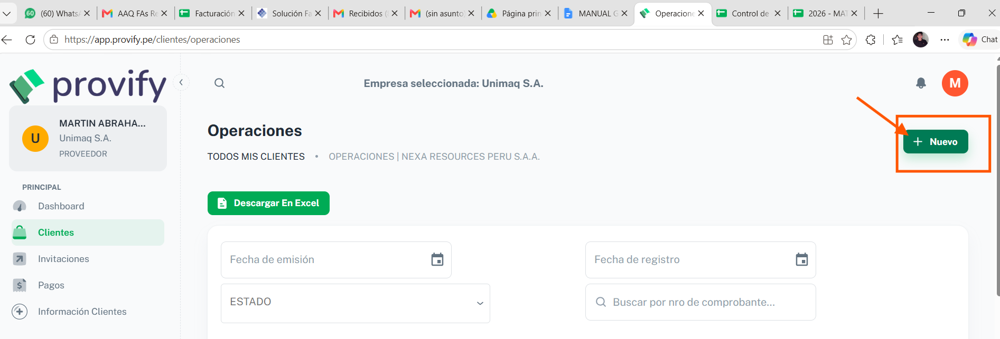 60 (60) WhatsA
AAQ FAs Re
Facturación
Solución Fa
Recibidos (
(sin asunto)
Página prin
MANUAL G
Operacione
Control de
2026 - MAT
https://app.provify.pe/clientes/operaciones
Chat
provify
Empresa seleccionada: Unimaq S.A.
M
U
MARTIN ABRAHA...
Unimaq S.A.
PROVEEDOR
Operaciones
Nuevo
TODOS MIS CLIENTES • OPERACIONES | NEXA RESOURCES PERU S.A.A.
PRINCIPAL
Dashboard
Clientes
Invitaciones
Pagos
Información Clientes
Descargar En Excel
Fecha de emisión
Fecha de registro
ESTADO
Buscar por nro de comprobante...